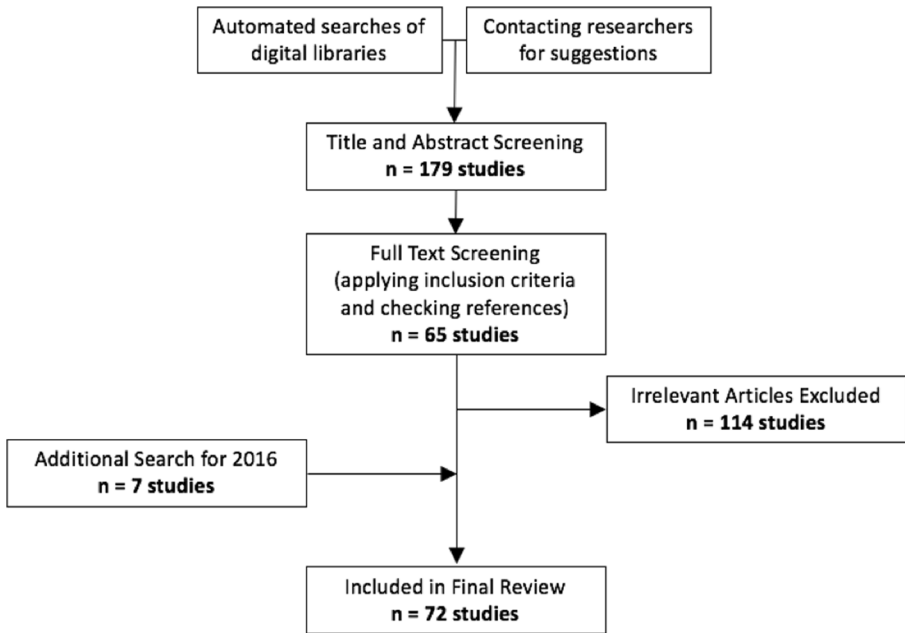 Automated searches of
digital libraries
Contacting researchers
for suggestions
Title and Abstract Screening
n = 179 studies
Full Text Screening
(applying inclusion criteria
and checking references)
n = 65 studies
Irrelevant Articles Excluded
n = 114 studies
Additional Search for 2016
n = 7 studies
Included in Final Review
n = 72 studies